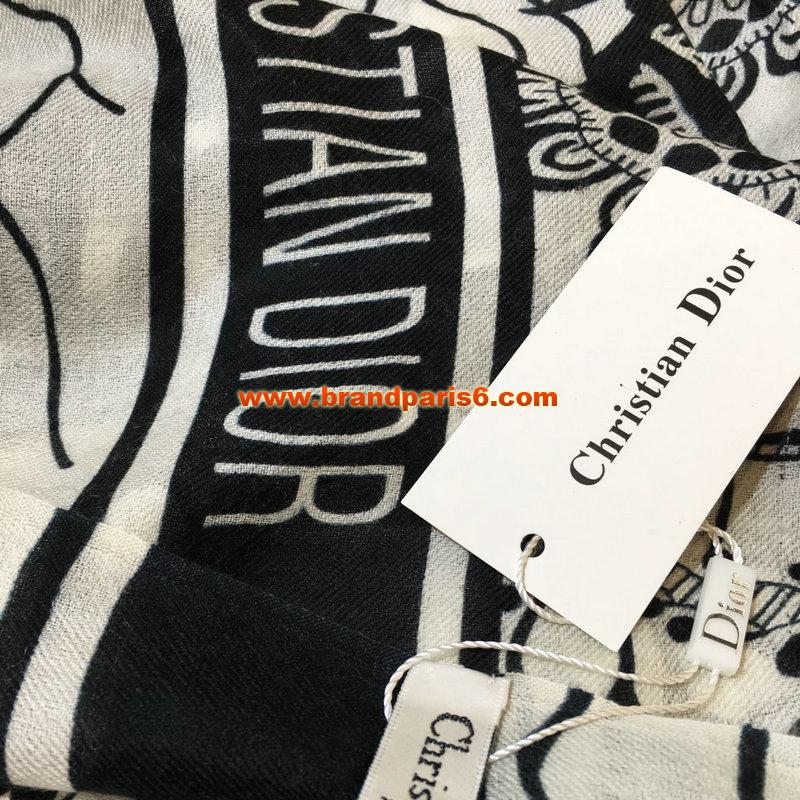 STIAN DIOR
www.brandparis6.com
Christian Dior
Dior
Chris